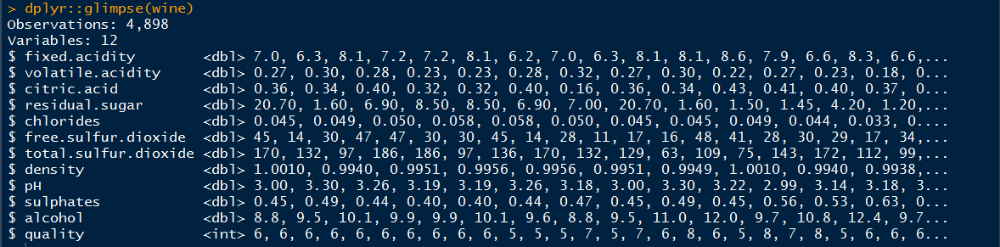 > dplyr::glimpse(wine)
Observations: 4,898
Variables: 12
$ fixed.acidity        <dbl> 7.0, 6.3, 8.1, 7.2, 7.2, 8.1, 6.2, 7.0, 6.3, 8.1, 8.1, 8.6, 7.9, 6.6, 8.3, 6.6,...
$ volatile.acidity     <dbl> 0.27, 0.30, 0.28, 0.23, 0.23, 0.28, 0.32, 0.27, 0.30, 0.22, 0.27, 0.23, 0.18, 0...
$ citric.acid          <dbl> 0.36, 0.34, 0.40, 0.32, 0.32, 0.40, 0.16, 0.36, 0.34, 0.43, 0.41, 0.40, 0.37, 0...
$ residual.sugar       <dbl> 20.70, 1.60, 6.90, 8.50, 8.50, 6.90, 7.00, 20.70, 1.60, 1.50, 1.45, 4.20, 1.20,...
$ chlorides            <dbl> 0.045, 0.049, 0.050, 0.058, 0.058, 0.050, 0.045, 0.045, 0.049, 0.044, 0.033, 0....
$ free.sulfur.dioxide  <dbl> 45, 14, 30, 47, 47, 30, 30, 45, 14, 28, 11, 17, 16, 48, 41, 28, 30, 29, 17, 34,...
$ total.sulfur.dioxide <dbl> 170, 132, 97, 186, 186, 97, 136, 170, 132, 129, 63, 109, 75, 143, 172, 112, 99,...
$ density              <dbl> 1.0010, 0.9940, 0.9951, 0.9956, 0.9956, 0.9951, 0.9949, 1.0010, 0.9940, 0.9938,...
$ pH                   <dbl> 3.00, 3.30, 3.26, 3.19, 3.19, 3.26, 3.18, 3.00, 3.30, 3.22, 2.99, 3.14, 3.18, 3...
$ sulphates            <dbl> 0.45, 0.49, 0.44, 0.40, 0.40, 0.44, 0.47, 0.45, 0.49, 0.45, 0.56, 0.53, 0.63, 0...
$ alcohol              <dbl> 8.8, 9.5, 10.1, 9.9, 9.9, 10.1, 9.6, 8.8, 9.5, 11.0, 12.0, 9.7, 10.8, 12.4, 9.7...
$ quality              <int> 6, 6, 6, 6, 6, 6, 6, 6, 6, 6, 5, 5, 5, 7, 5, 7, 6, 8, 6, 5, 8, 7, 8, 5, 6, 6, 6...